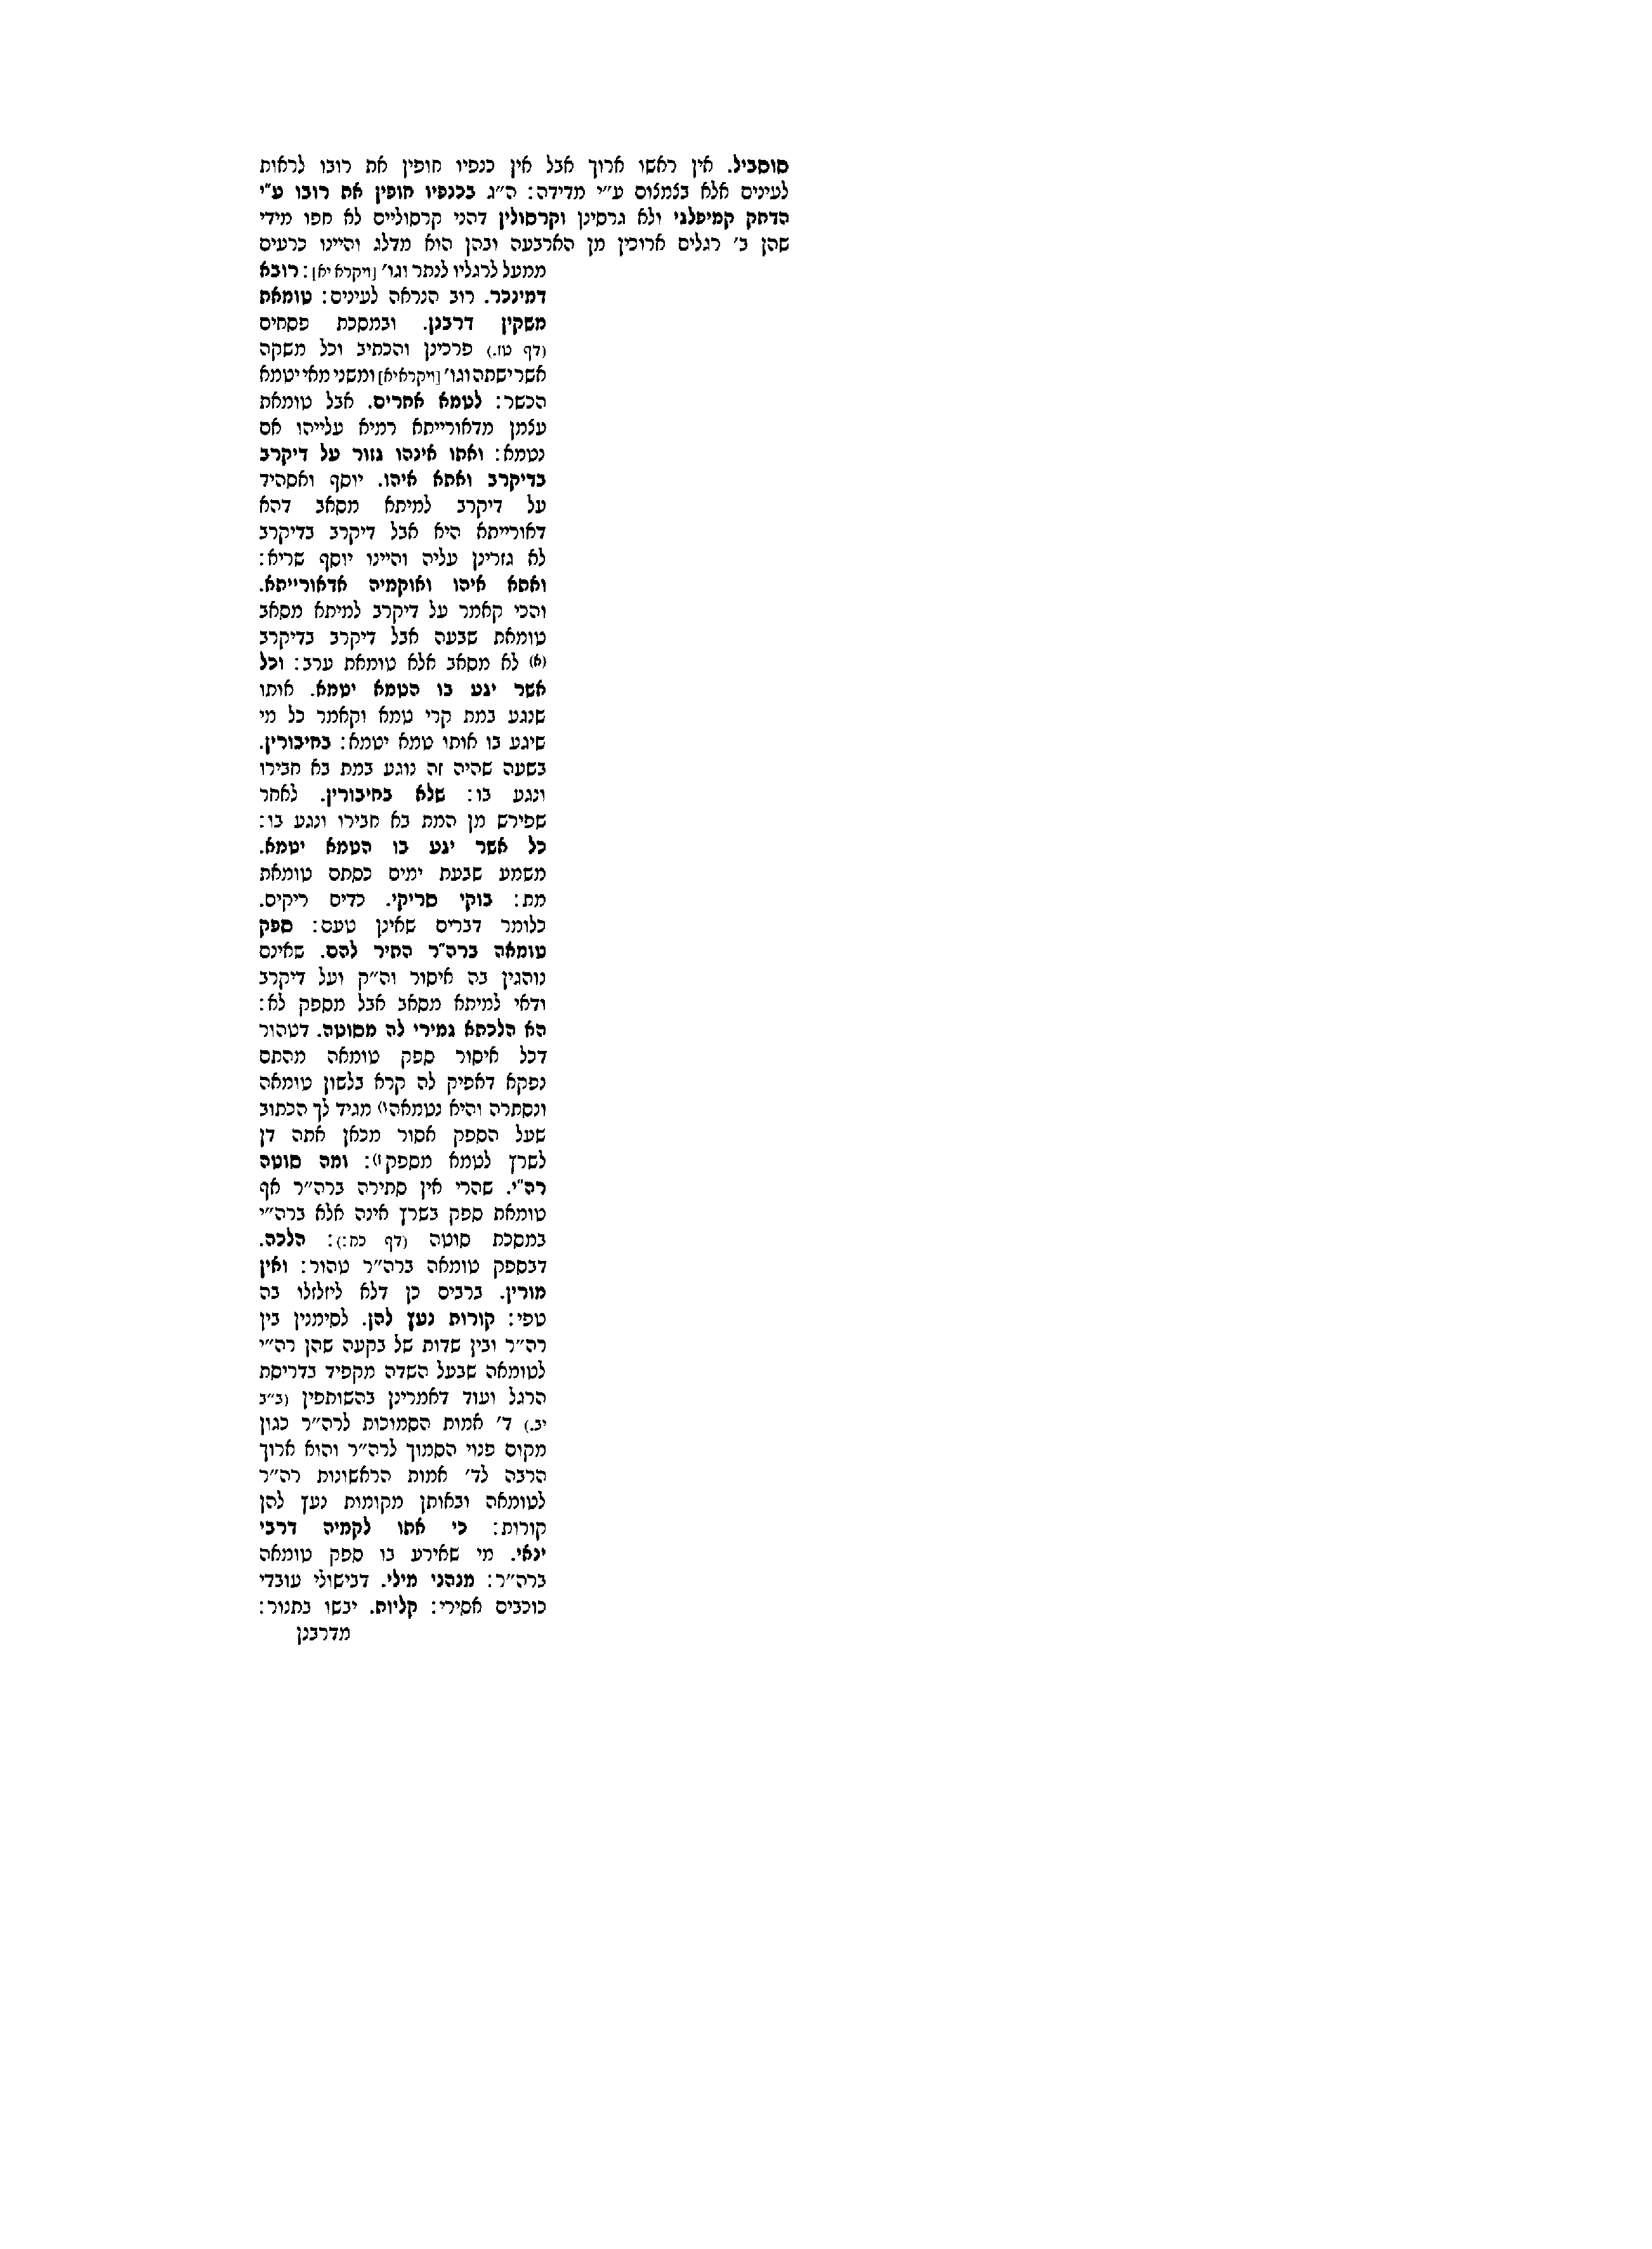 סוסביל. אין ראשו ארוך אבל אין כנפיו חופין את רובו לראות
לעינים אלא בצמצום ע״י מדידה: ה״ג בכנפיו חופין את רובו ע״י
הדחק קמיפלגי ולא גרסינן וקרסולין דהני קרסוליים לא חפו מידי
שהן ב׳ רגלים ארוכין מן הארבעה ובהן הוא מדלג והיינו כרעים
ממעל לרגליו לנתר וגו׳ [ויקרא יא]: רובא
דמינכר. רוב הנראה לעינים: טומאת
משקין דרבנן. ובמסכת פסחים
(דף טז.) פרכינן והכתיב וכל משקה
אשר ישתה וגו׳ [ויקרא יא] ומשני מאי יטמא
הכשר: לטמא אחרים. אבל טומאת
עצמן מדאורייתא רמיא עלייהו אם
נטמא: ואתו אינהו גזור על דיקרב
בדיקרב ואתא איהו. יוסף ואסהיד
על דיקרב למיתא מסאב דהא
דאורייתא היא אבל דיקרב בדיקרב
לא גזרינן עליה והיינו יוסף שריא:
ואתא איהו ואוקמיה אדאורייתא.
והכי קאמר על דיקרב למיתא מסאב
טומאת שבעה אבל דיקרב בדיקרב
(א) לא מסאב אלא טומאת ערב: וכל
אשר יגע בו הטמא יטמא. אותו
שנגע במת קרי טמא וקאמר כל מי
שיגע בו אותו טמא יטמא: בחיבורין.
בשעה שהיה זה נוגע במת בא חבירו
ונגע בו: שלא בחיבורין. לאחר
שפירש מן המת בא חבירו ונגע בו:
כל אשר יגע בו הטמא יטמא.
משמע שבעת ימים כסתם טומאת
מת: בוקי סריקי. כדים ריקים.
כלומר דברים שאינן טעם: ספק
טומאה ברה״ר התיר להם. שאינם
נוהגין בה איסור וה״ק ועל דיקרב
ודאי למיתא מסאב אבל מספק לא:
הא הלכתא גמירי לה מסוטה. דטהור
דכל איסור ספק טומאה מהתם
נפקא דאפיק לה קרא בלשון טומאה
ונסתרה והיא נטמאה<sup>ו)</sup> מגיד לך הכתוב
שעל הספק אסור מכאן אתה דן
לשרץ לטמא מספק<sup>ז)</sup>: ומה סוטה
רה״י. שהרי אין סתירה ברה״ר אף
טומאת ספק בשרץ אינה אלא ברה״י
במסכת סוטה (דף כח:): הלכה.
דבספק טומאה ברה״ר טהור: ואין
מורין. ברבים כן דלא ליזלזלו בה
טפי: קורות נעץ להן. לסימנין בין
רה״ר ובין שדות של בקעה שהן רה״י
לטומאה שבעל השדה מקפיד בדריסת
הרגל ועוד דאמרינן בהשותפין (ב״ב
יב.) ד׳ אמות הסמוכות לרה״ר כגון
מקום פנוי הסמוך לרה״ר והוא ארוך
הרבה לד׳ אמות הראשונות רה״ר
לטומאה ובאותן מקומות נעץ להן
קורות: כי אתו לקמיה דרבי
ינאי. מי שאירע בו ספק טומאה
ברה״ר: מנהני מילי. דבישולי עובדי
כוכבים אסירי: קליות. יבשו בתנור:
מדרבנן